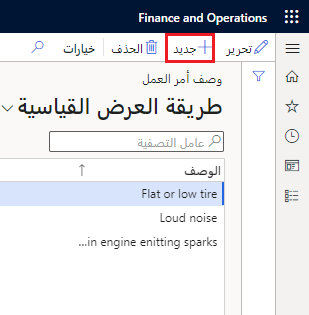 Finance and Operations
تحرير جديد الحذف خيارات
وصف أمر العمل
طريقة العرض القياسية
عامل التصفية
الوصف
Flat or low tire
Loud noise
...in engine enitting sparks